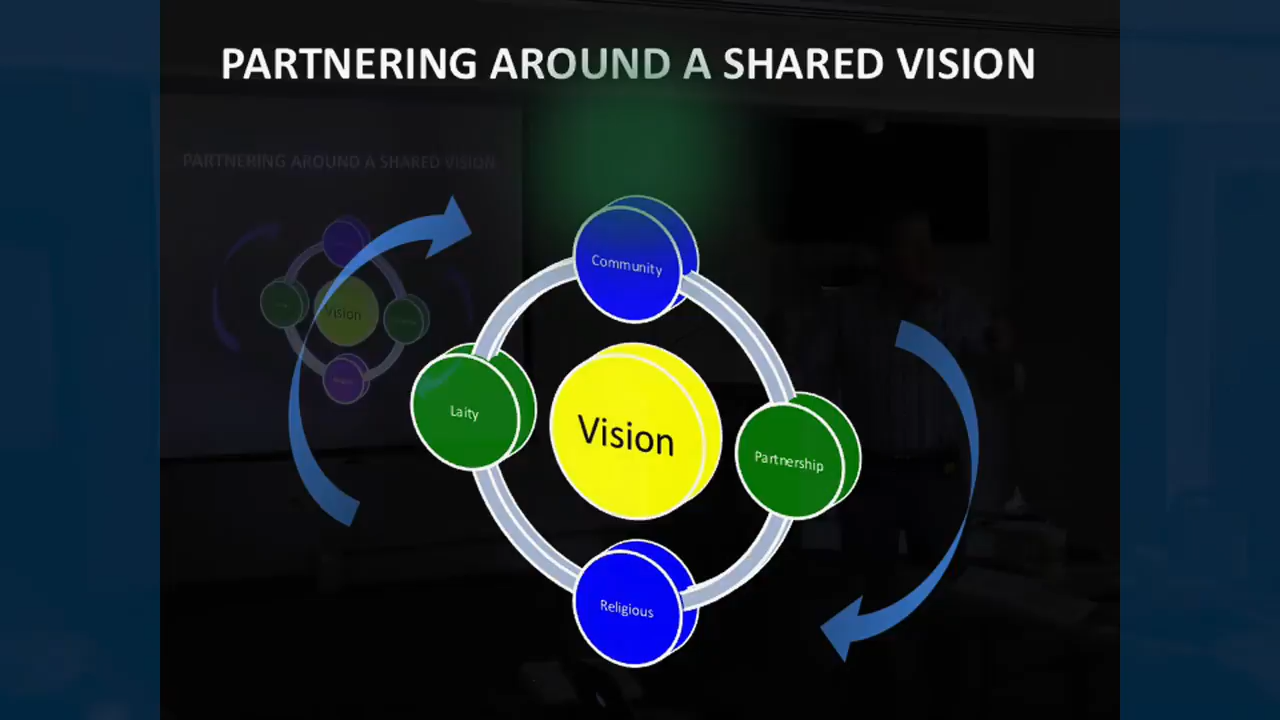 PARTNERING AROUND A SHARED VISION
PARTNERING AROUND A SHARED VISION
Community
Vision
Laity
Vision
Partnership
Religious